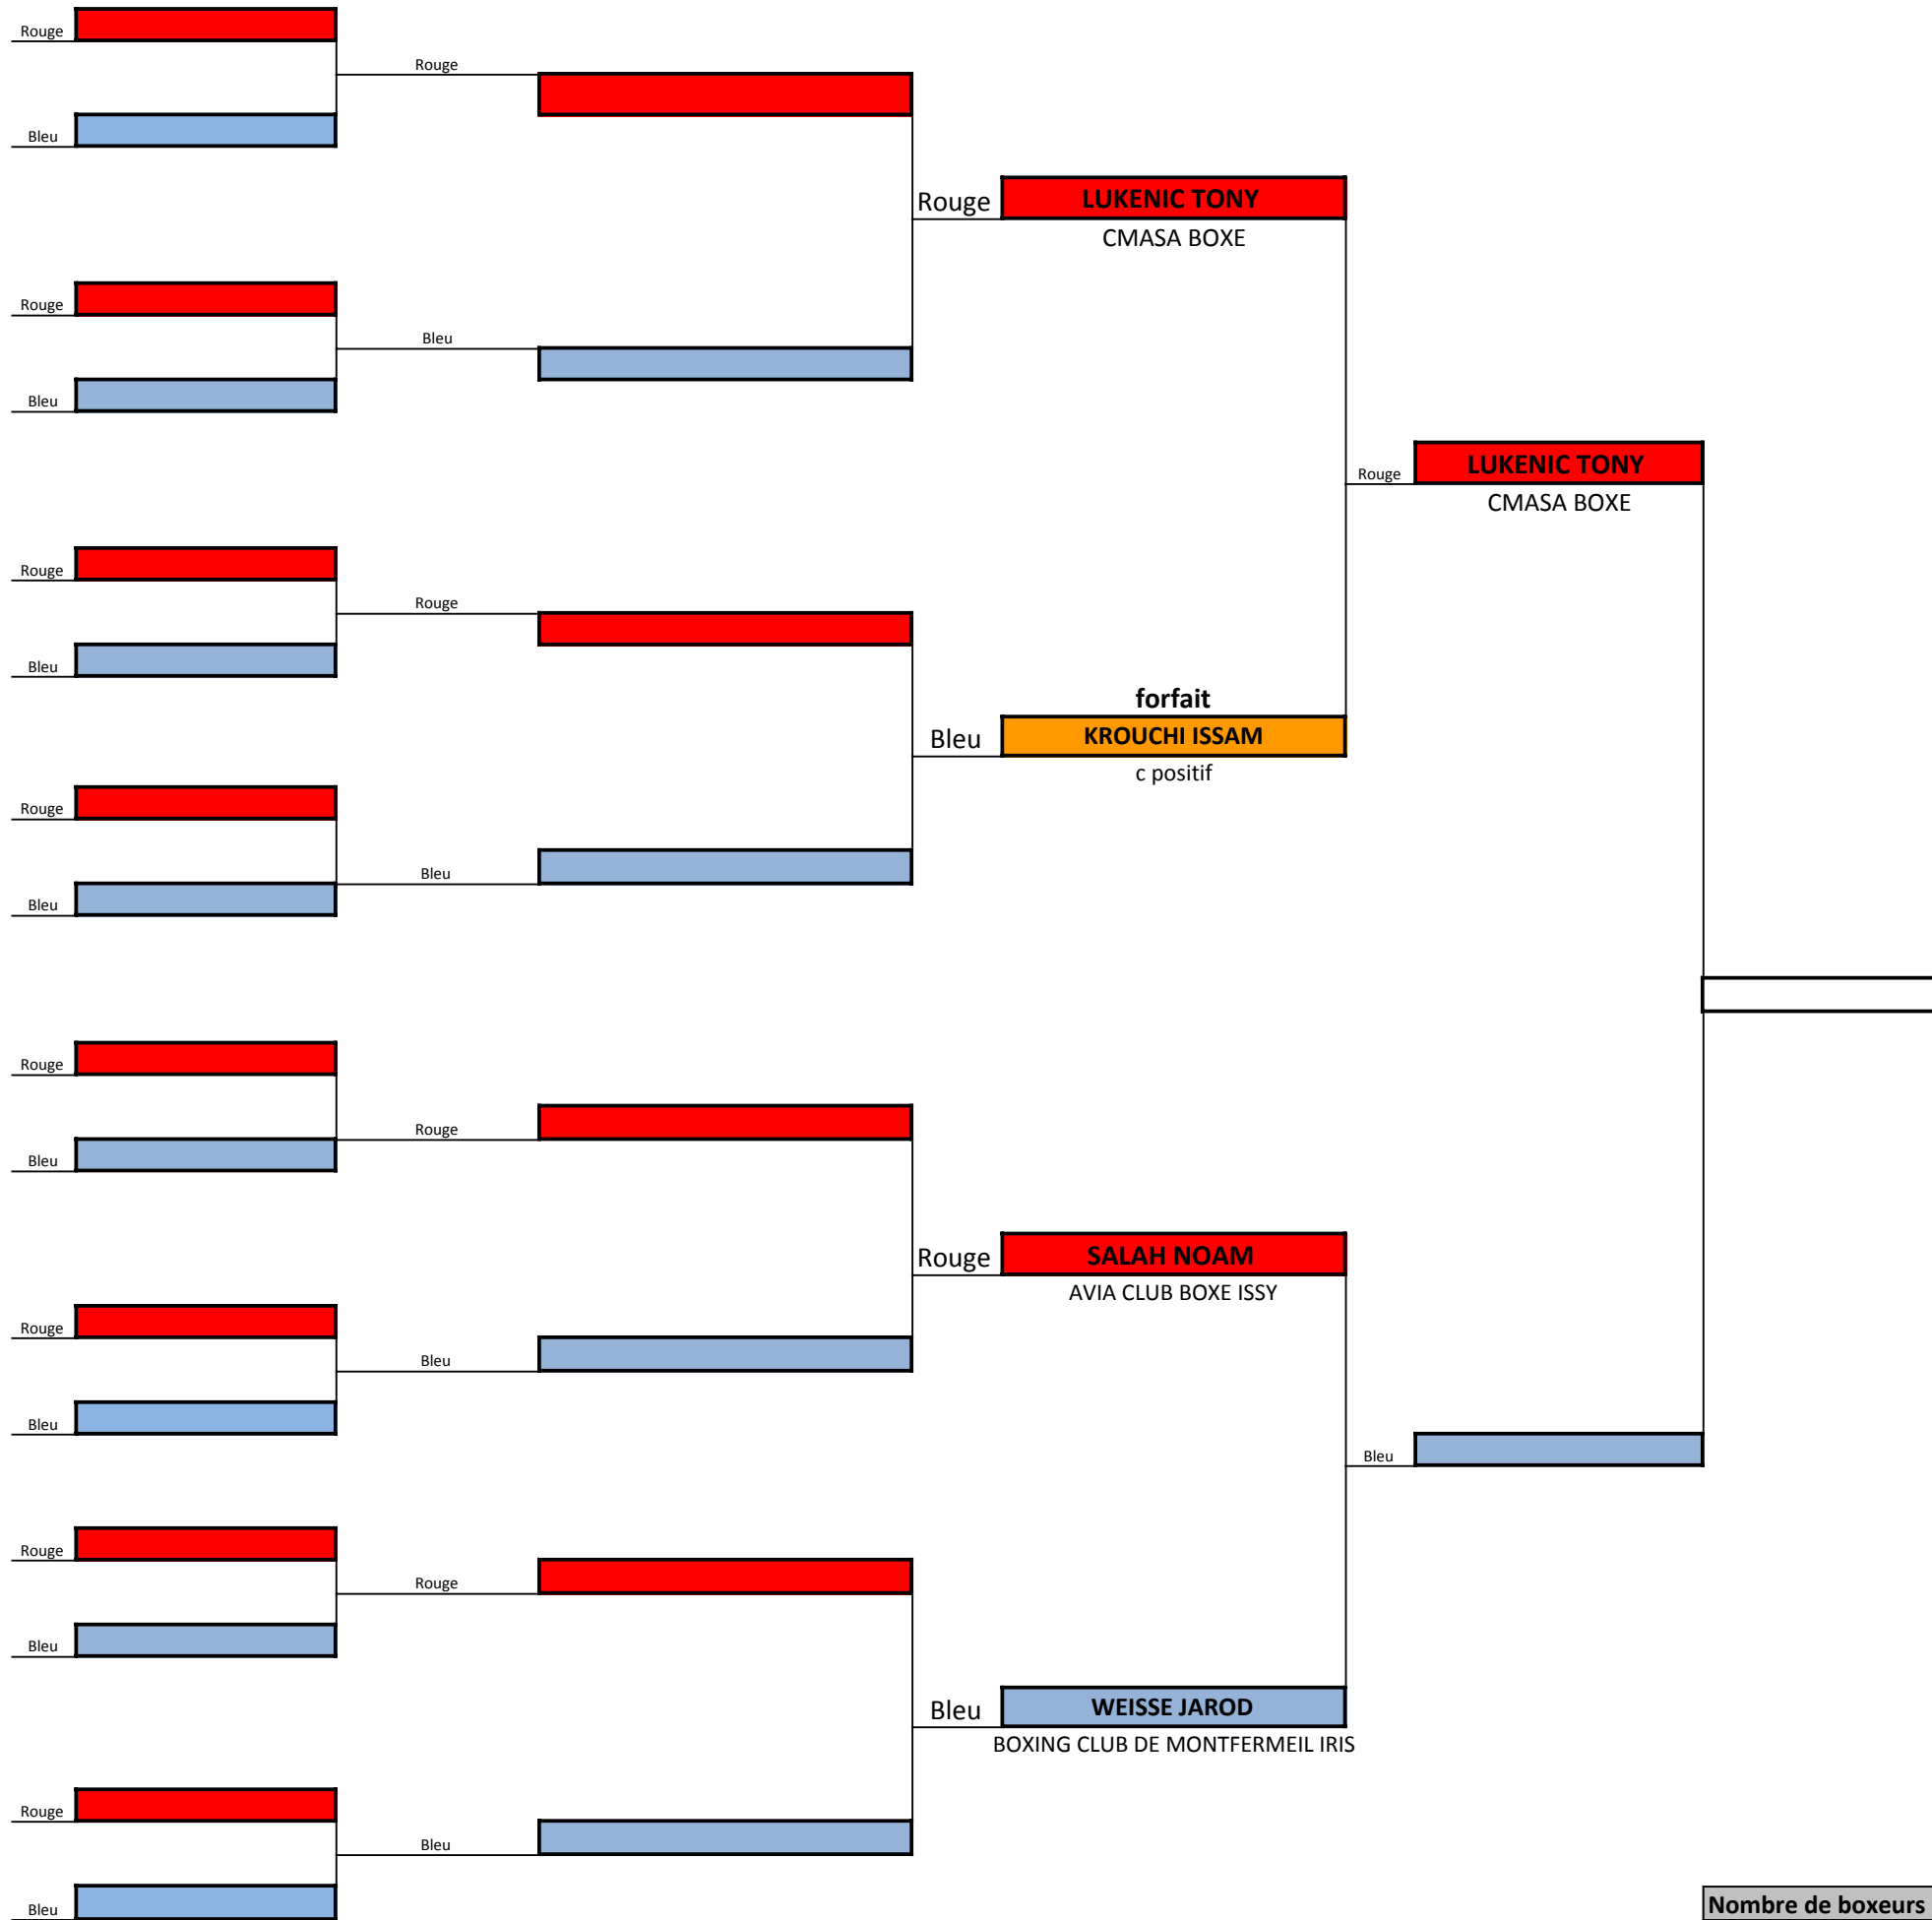 Rouge
Rouge
Bleu
Rouge
LUKENIC TONY
CMASA BOXE
Rouge
Bleu
Bleu
LUKENIC TONY
Rouge
CMASA BOXE
Rouge
Rouge
Bleu
forfait
Bleu
KROUCHI ISSAM
c positif
Rouge
Bleu
Bleu
Rouge
Rouge
Bleu
Rouge
SALAH NOAM
AVIA CLUB BOXE ISSY
Rouge
Bleu
Bleu
Bleu
Rouge
Rouge
Bleu
Bleu
WEISSE JAROD
BOXING CLUB DE MONTFERMEIL IRIS
Rouge
Bleu
Bleu
Nombre de boxeurs